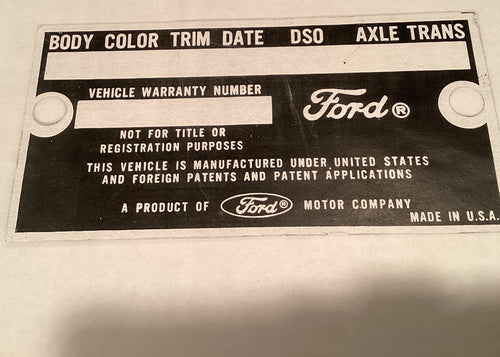 BODY COLOR TRIM DATE DSO AXLE TRANS
VEHICLE WARRANTY NUMBER
Ford®
NOT FOR TITLE OR
REGISTRATION PURPOSES
THIS VEHICLE IS MANUFACTURED UNDER UNITED STATES
AND FOREIGN PATENTS AND PATENT APPLICATIONS
A PRODUCT OF Ford® MOTOR COMPANY
MADE IN U.S.A.